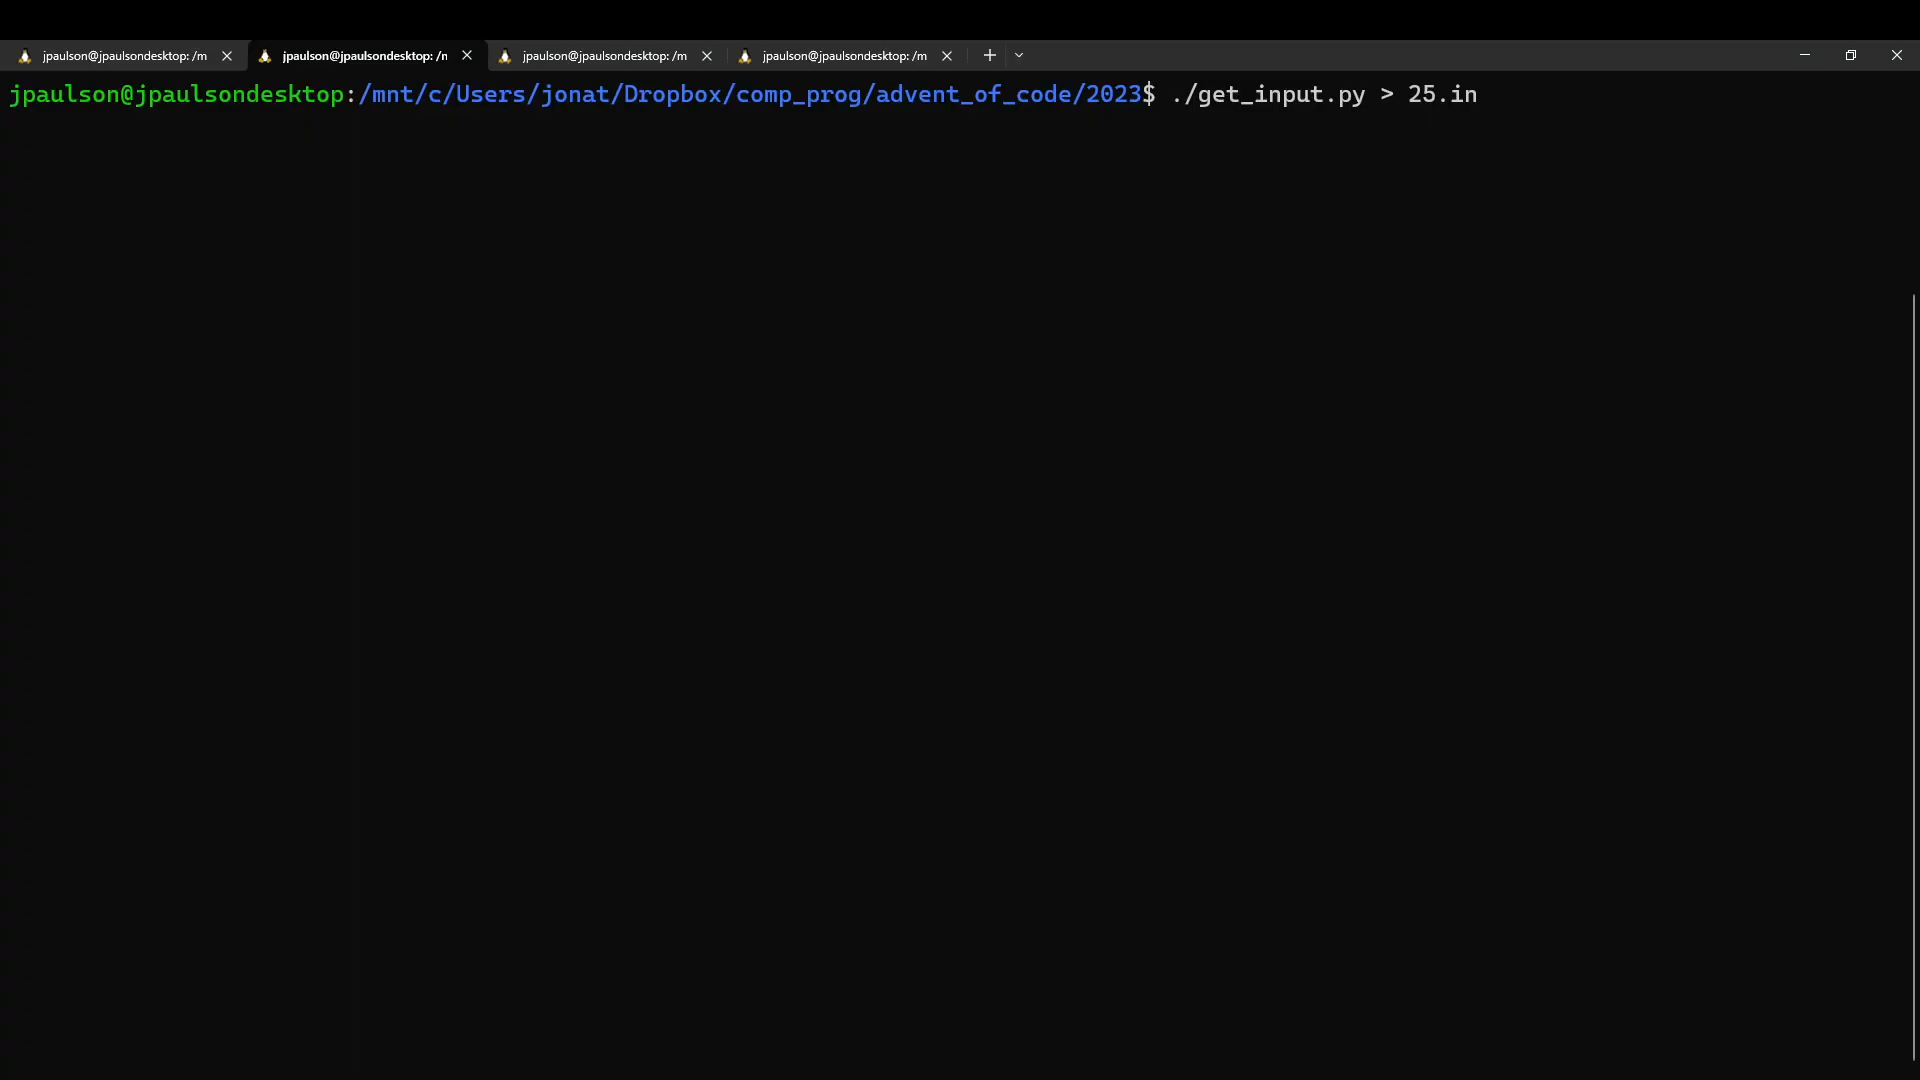 jpaulson@jpaulsondesktop: /m jpaulson@jpaulsondesktop: /n jpaulson@jpaulsondesktop: /m jpaulson@jpaulsondesktop: /m
jpaulson@jpaulsondesktop:/mnt/c/Users/jonat/Dropbox/comp_prog/advent_of_code/2023$ ./get_input.py > 25.in